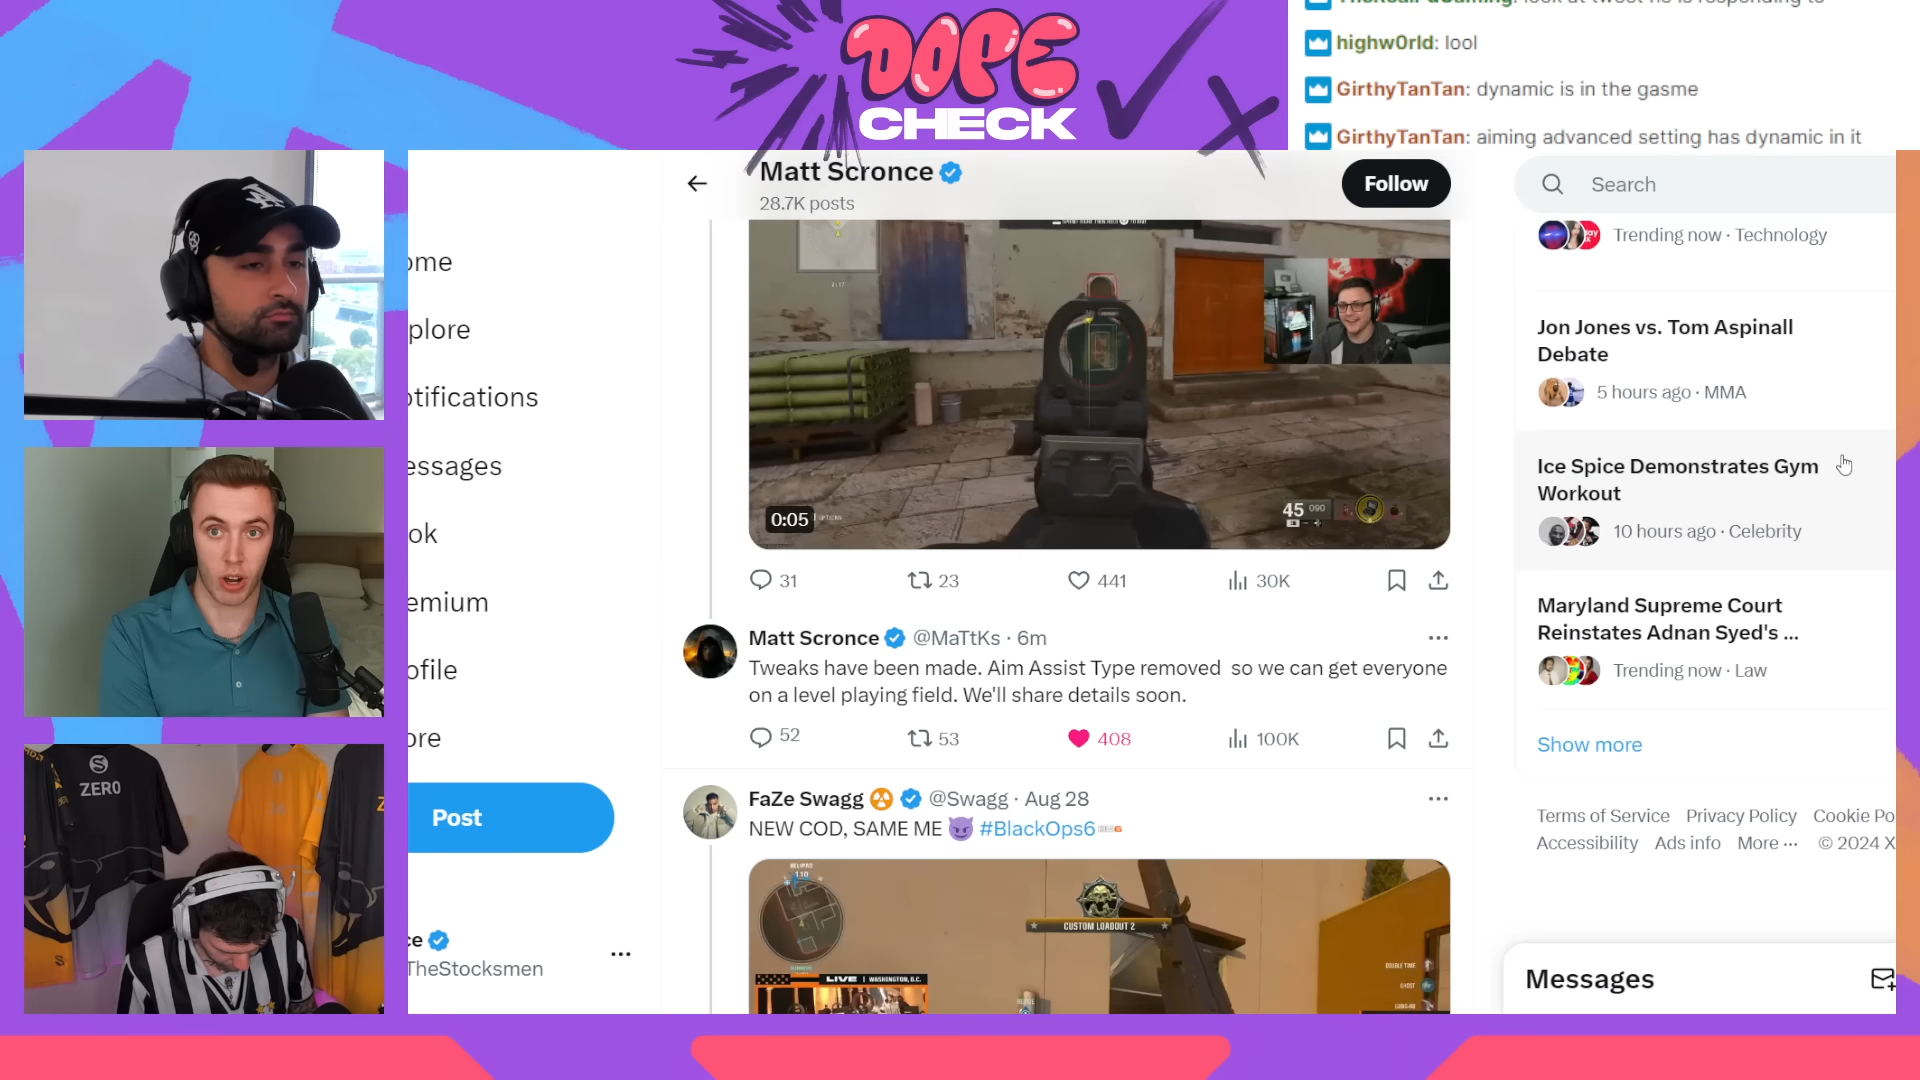 DOPE
CHECK
highw0rld: lool
GirthyTanTan: dynamic is in the gasme
GirthyTanTan: aiming advanced setting has dynamic in it
Matt Scronce
28.7K posts
Follow
Search
Trending now · Technology
Jon Jones vs. Tom Aspinall
Debate
5 hours ago · MMA
Ice Spice Demonstrates Gym
Workout
10 hours ago · Celebrity
Maryland Supreme Court
Reinstates Adnan Syed's ...
Trending now · Law
Show more
Terms of Service Privacy Policy Cookie Po
Accessibility Ads info More ··· © 2024 X
Messages
ome
plore
otifications
essages
ok
emium
ofile
ore
Post
ce
TheStocksmen
0:05
45 090
31 23 441 30K
Matt Scronce @MaTtKs · 6m
Tweaks have been made. Aim Assist Type removed so we can get everyone
on a level playing field. We'll share details soon.
52 53 408 100K
FaZe Swagg @Swagg · Aug 28
NEW COD, SAME ME #BlackOps6
CUSTOM LOADOUT 2
DOUBLE TIME
GHOST
LIVE | WASHINGTON, D.C.
ZERO